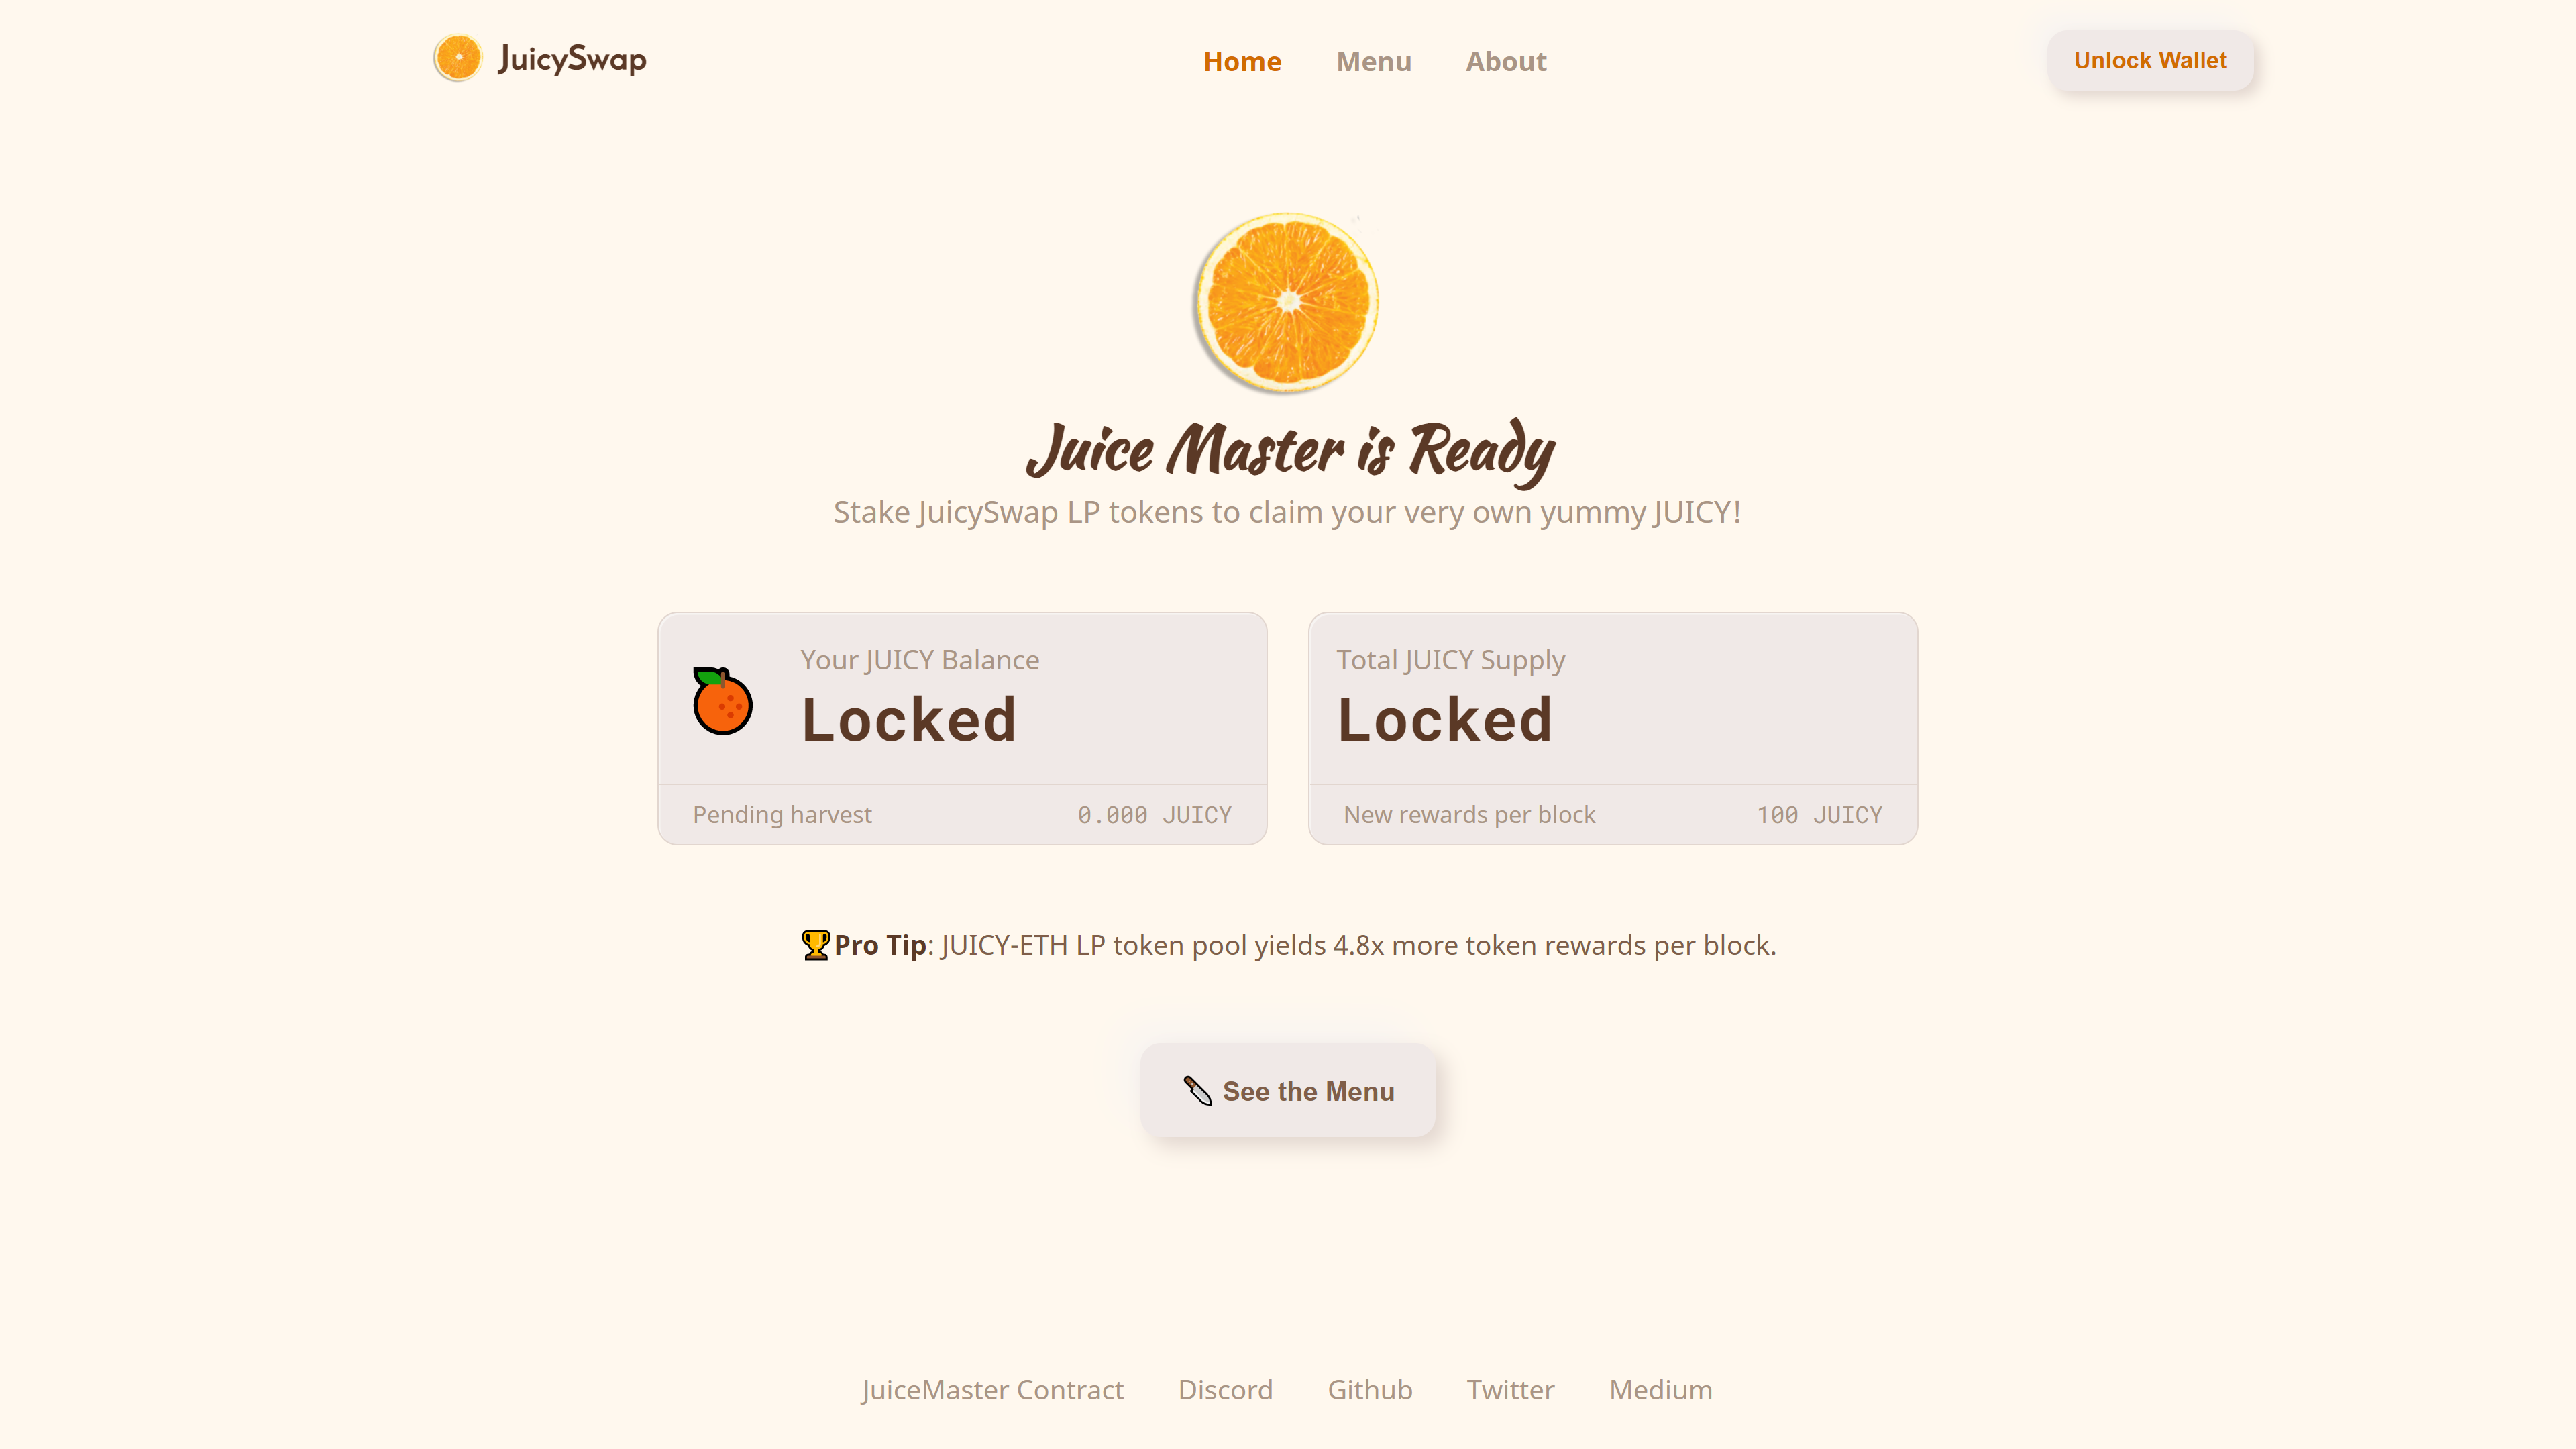 JuicySwap
Home Menu About
Unlock Wallet
Juice Master is Ready
Stake JuicySwap LP tokens to claim your very own yummy JUICY!
Your JUICY Balance
Locked
Pending harvest 0.000 JUICY
Total JUICY Supply
Locked
New rewards per block 100 JUICY
🏆Pro Tip: JUICY-ETH LP token pool yields 4.8x more token rewards per block.
🔪 See the Menu
JuiceMaster Contract Discord Github Twitter Medium